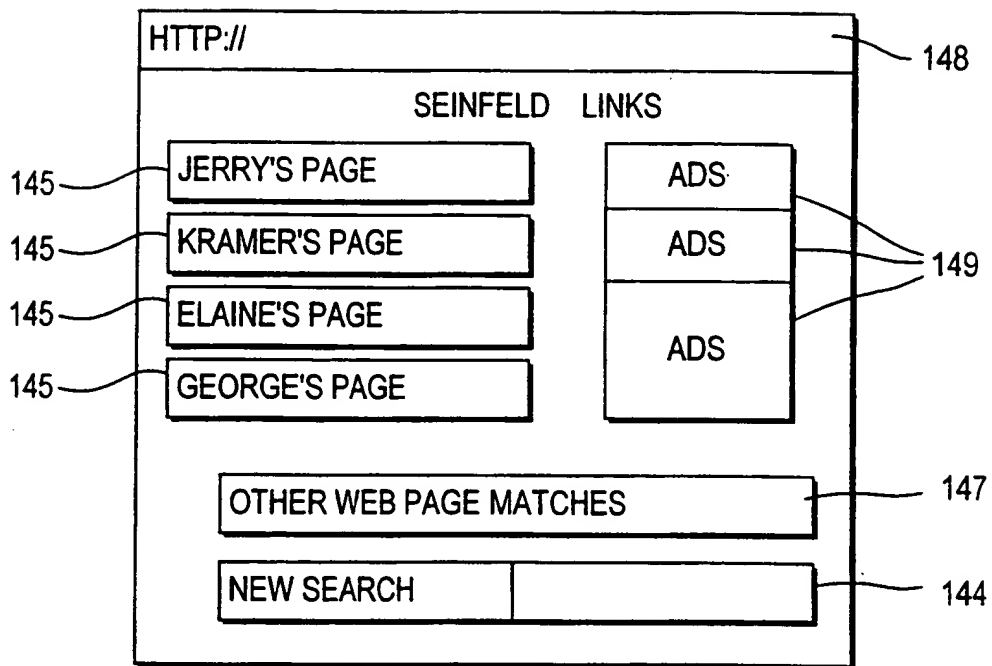 HTTP://
148
SEINFELD LINKS
145 JERRY'S PAGE
ADS
145 KRAMER'S PAGE
ADS
149
145 ELAINE'S PAGE
ADS
145 GEORGE'S PAGE
OTHER WEB PAGE MATCHES
147
NEW SEARCH
144